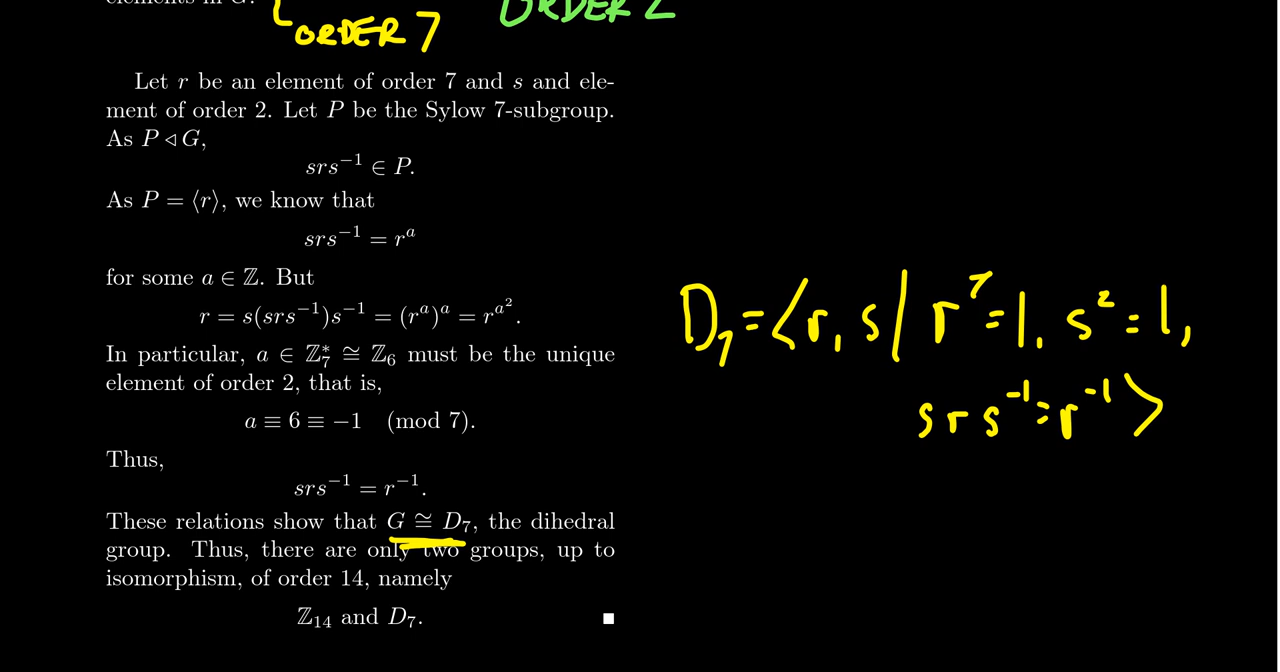 elements in G.
ORDER 7
ORDER 2
Let r be an element of order 7 and s and ele-
ment of order 2. Let P be the Sylow 7-subgroup.
As P ◁ G,
srs⁻¹ ∈ P.
As P = ⟨r⟩, we know that
srs⁻¹ = rᵃ
for some a ∈ ℤ. But
r = s(srs⁻¹)s⁻¹ = (rᵃ)ᵃ = r^{a²}.
In particular, a ∈ ℤ₇* ≅ ℤ₆ must be the unique
element of order 2, that is,
a ≡ 6 ≡ −1 (mod 7).
Thus,
srs⁻¹ = r⁻¹.
These relations show that G ≅ D₇, the dihedral
group. Thus, there are only two groups, up to
isomorphism, of order 14, namely
ℤ₁₄ and D₇.
D₇ = ⟨r, s | r⁷ = 1, s² = 1,
s r s⁻¹ = r⁻¹⟩